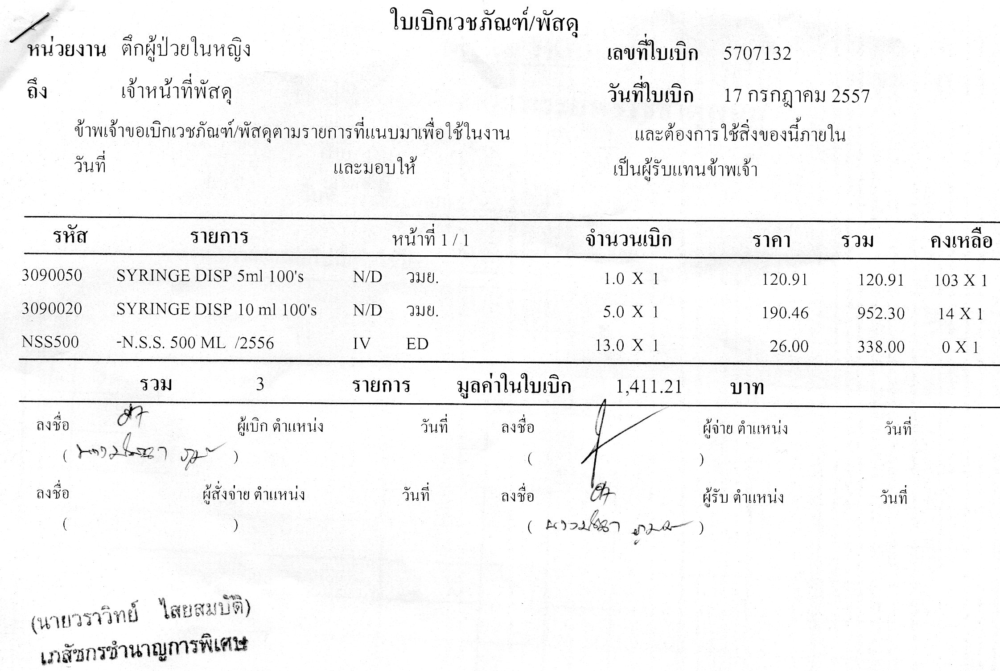 ใบเบิกเวชภัณฑ์/พัสดุ
หน่วยงาน ตึกผู้ป่วยในหญิง เลขที่ใบเบิก 5707132
ถึง เจ้าหน้าที่พัสดุ วันที่ใบเบิก 17 กรกฎาคม 2557
ข้าพเจ้าขอเบิกเวชภัณฑ์/พัสดุตามรายการที่แนบมาเพื่อใช้ในงาน และต้องการใช้สิ่งของนี้ภายใน
วันที่ และมอบให้ เป็นผู้รับแทนข้าพเจ้า
รหัส รายการ หน้าที่ 1 / 1 จำนวนเบิก ราคา รวม คงเหลือ
3090050 SYRINGE DISP 5ml 100's N/D วมย. 1.0 X 1 120.91 120.91 103 X 1
3090020 SYRINGE DISP 10 ml 100's N/D วมย. 5.0 X 1 190.46 952.30 14 X 1
NSS500 -N.S.S. 500 ML /2556 IV ED 13.0 X 1 26.00 338.00 0 X 1
รวม 3 รายการ มูลค่าในใบเบิก 1,411.21 บาท
ลงชื่อ ผู้เบิก ตำแหน่ง วันที่ ลงชื่อ ผู้จ่าย ตำแหน่ง วันที่
( ) ( )
ลงชื่อ ผู้สั่งจ่าย ตำแหน่ง วันที่ ลงชื่อ ผู้รับ ตำแหน่ง วันที่
( ) ( )
(นายวราวิทย์ ไสยสมบัติ)
เภสัชกรชำนาญการพิเศษ